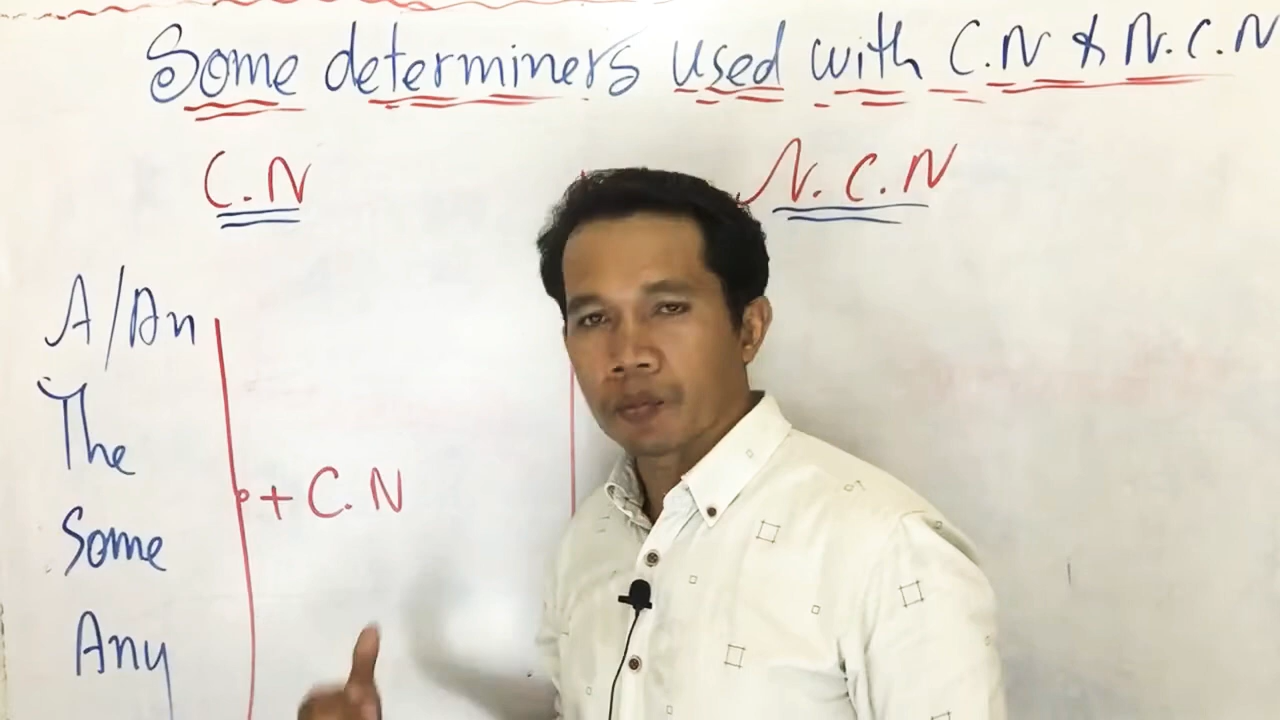 Some determiners used with C.N & N.C.N
C.N
N.C.N
A/An
The
Some
Any
+ C.N